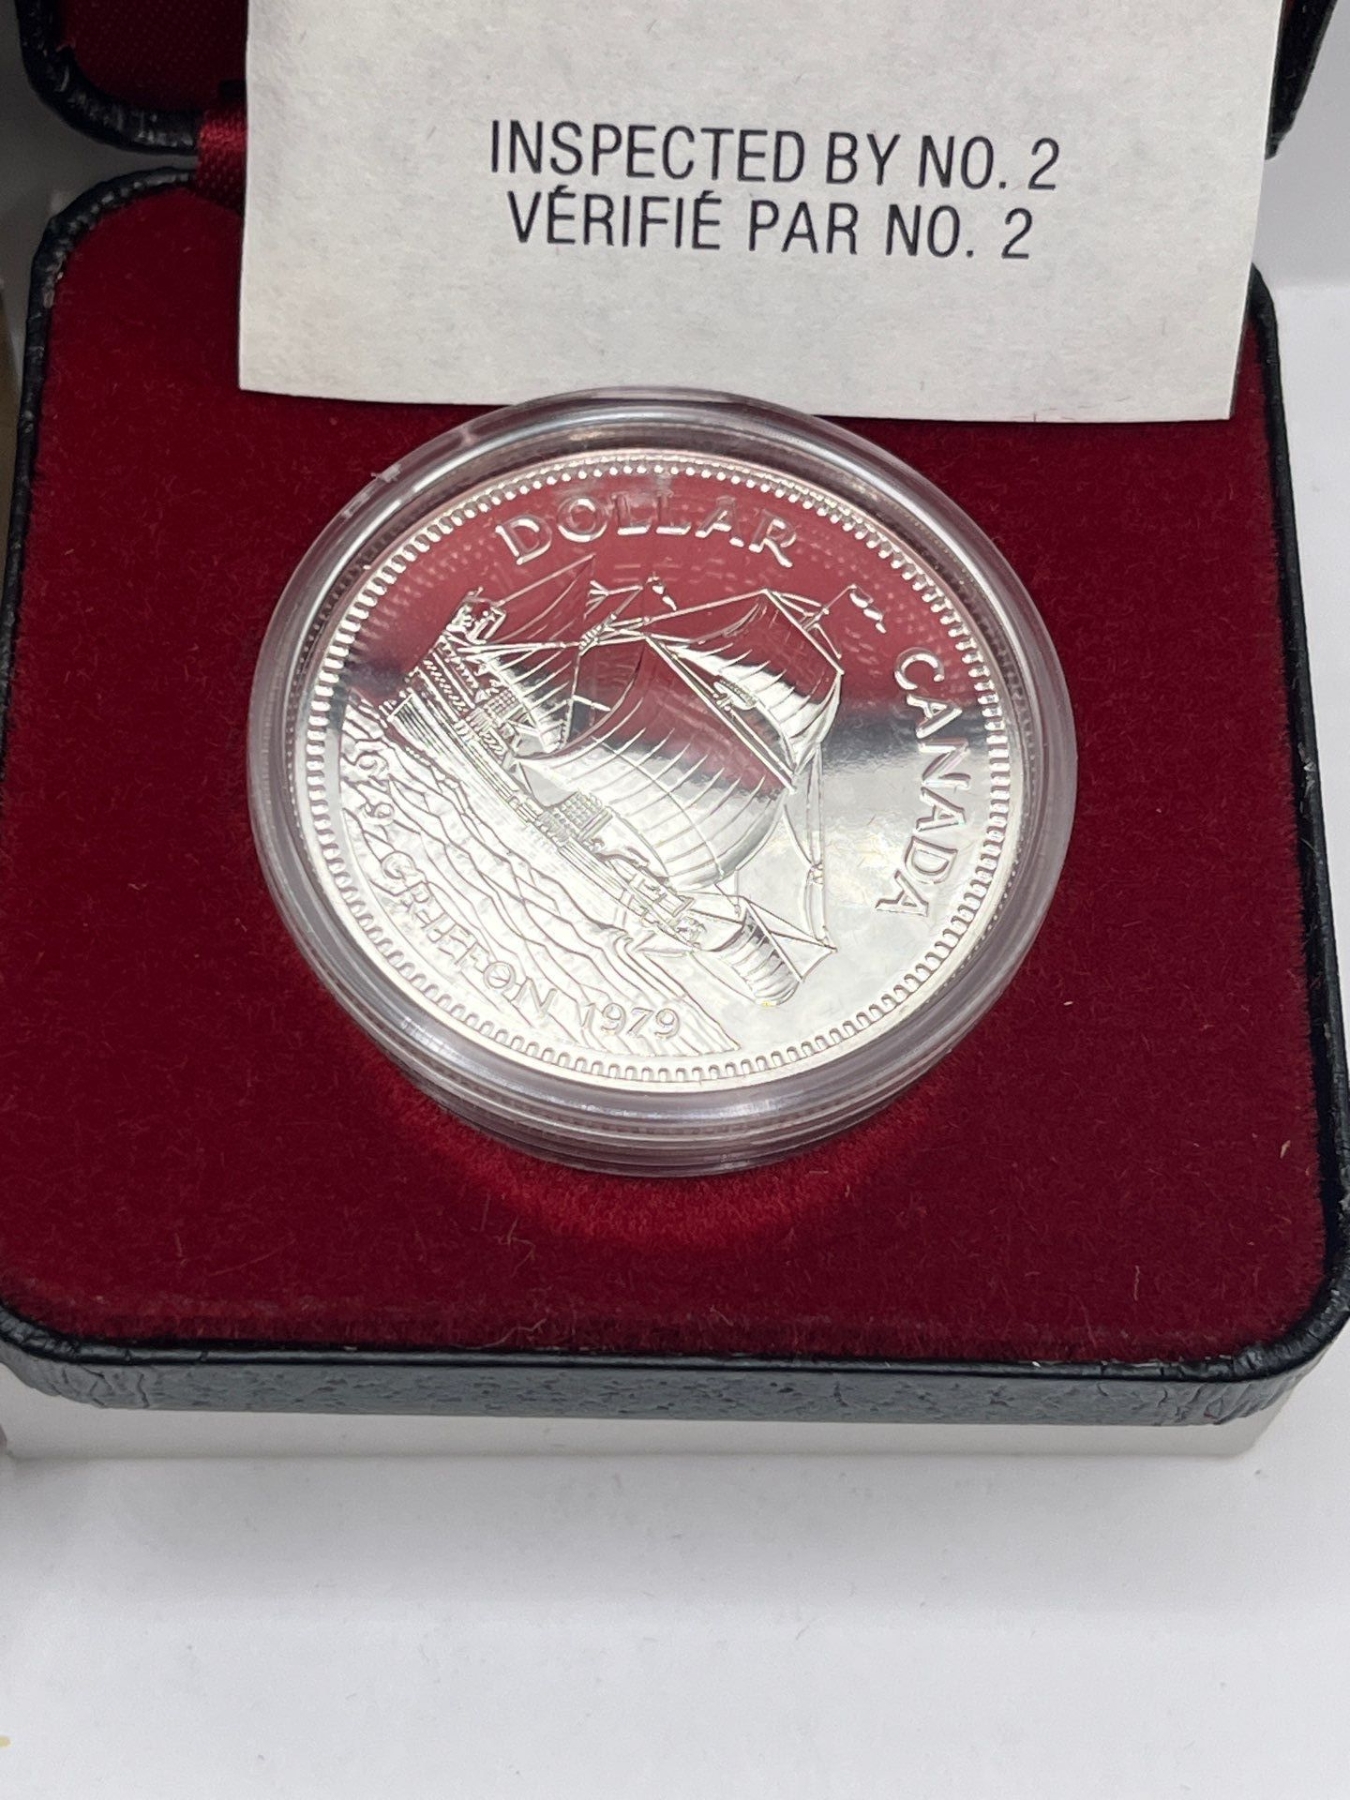 INSPECTED BY NO. 2
VÉRIFIÉ PAR NO. 2
DOLLAR
CANADA
1679 GRIFFON 1979